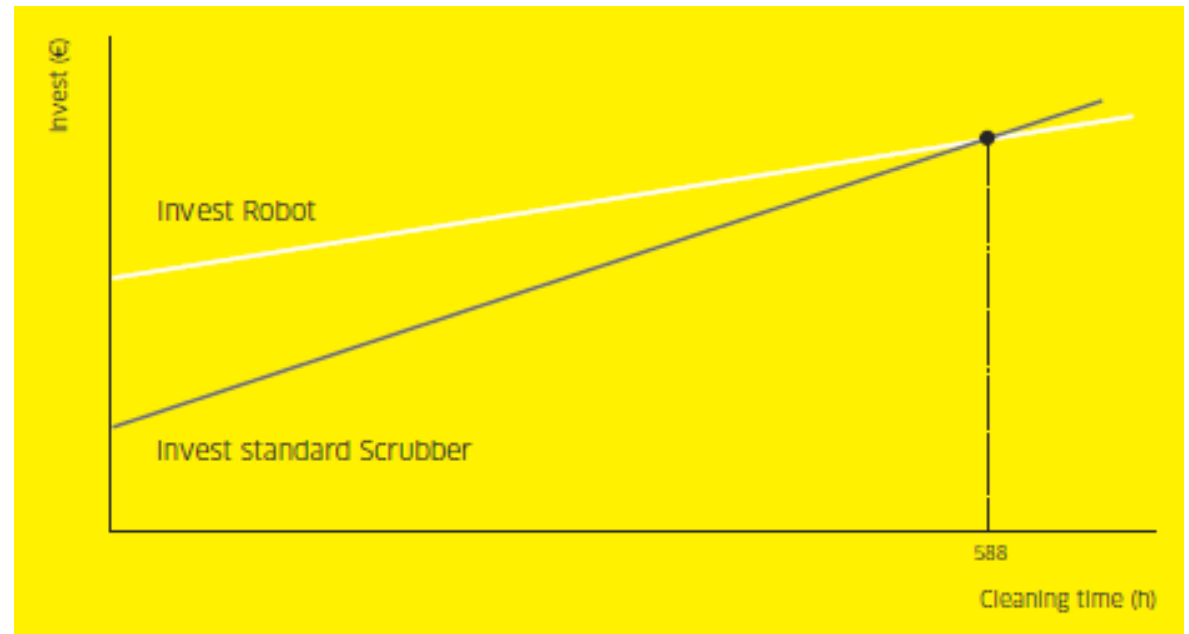 Invest (€)
Invest Robot
Invest standard Scrubber
588
Cleaning time (h)